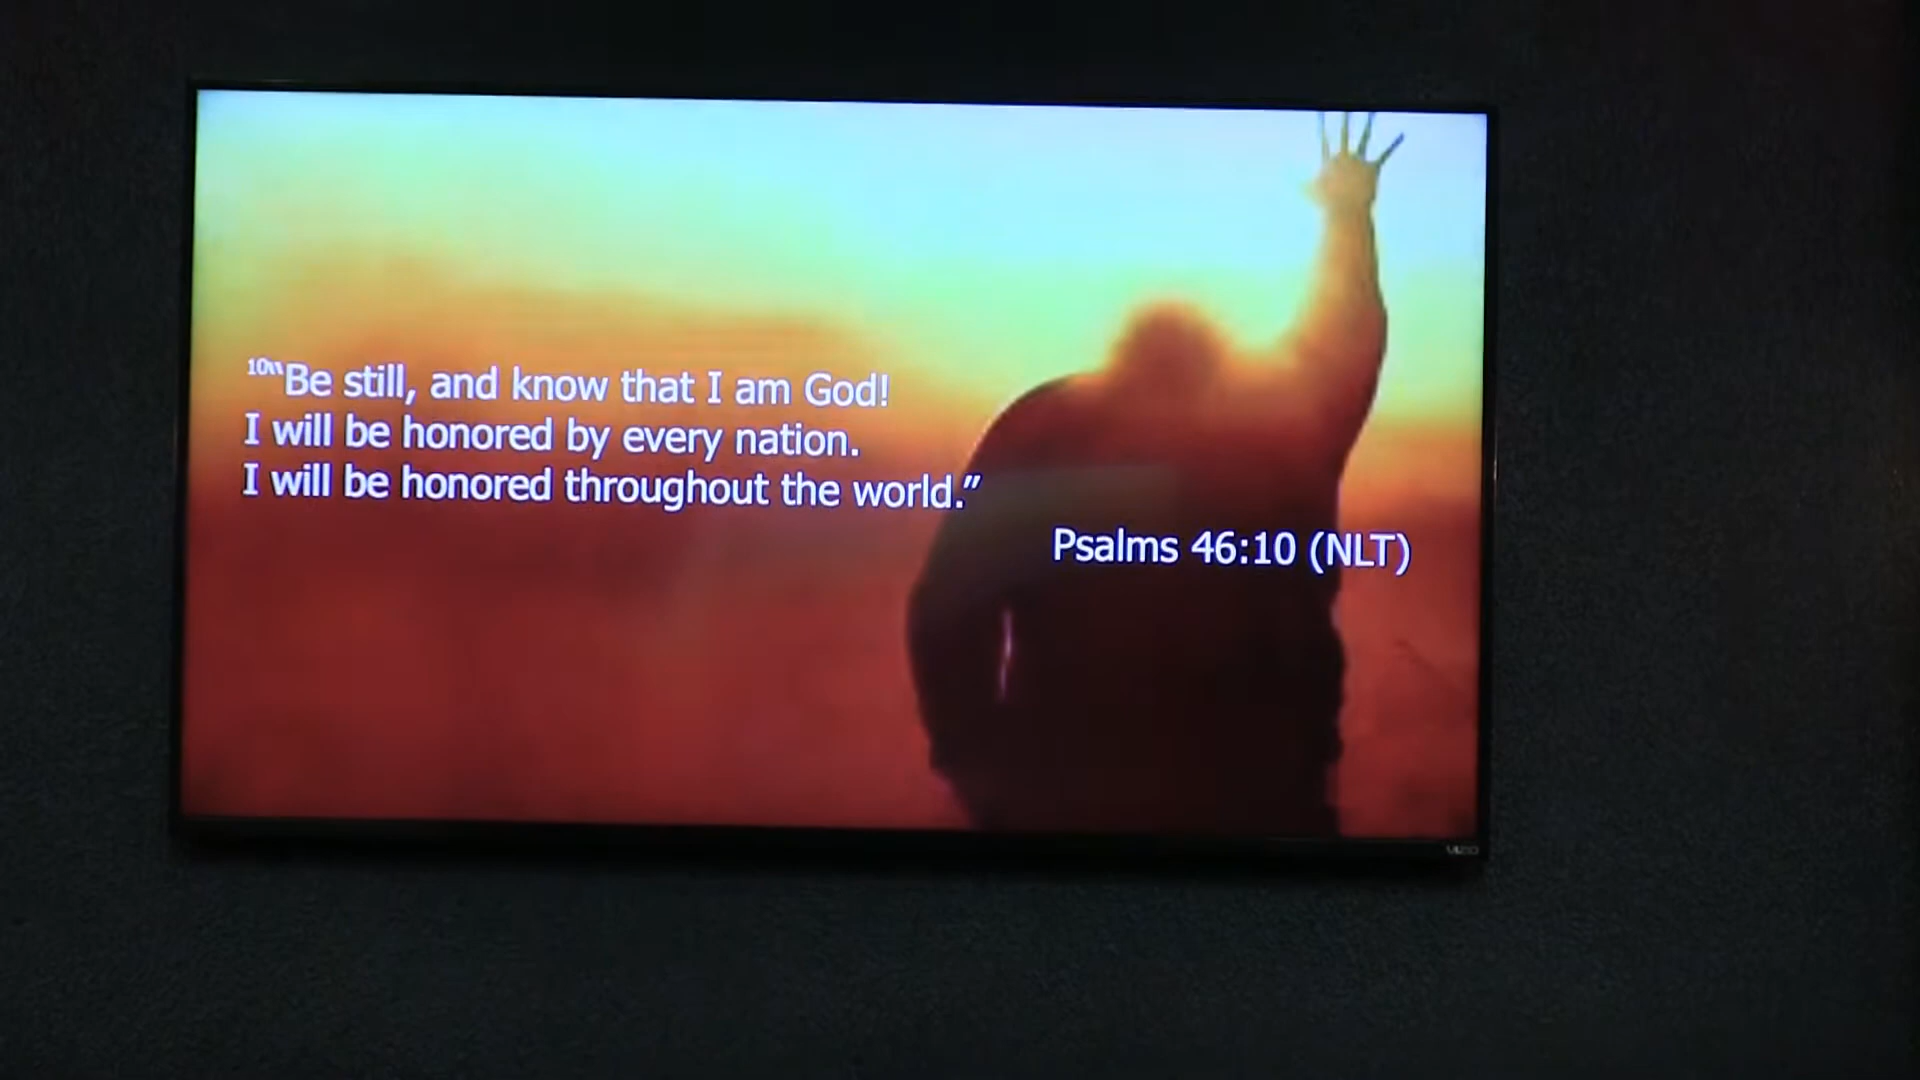 10“Be still, and know that I am God!
I will be honored by every nation.
I will be honored throughout the world.”
Psalms 46:10 (NLT)
VIZIO